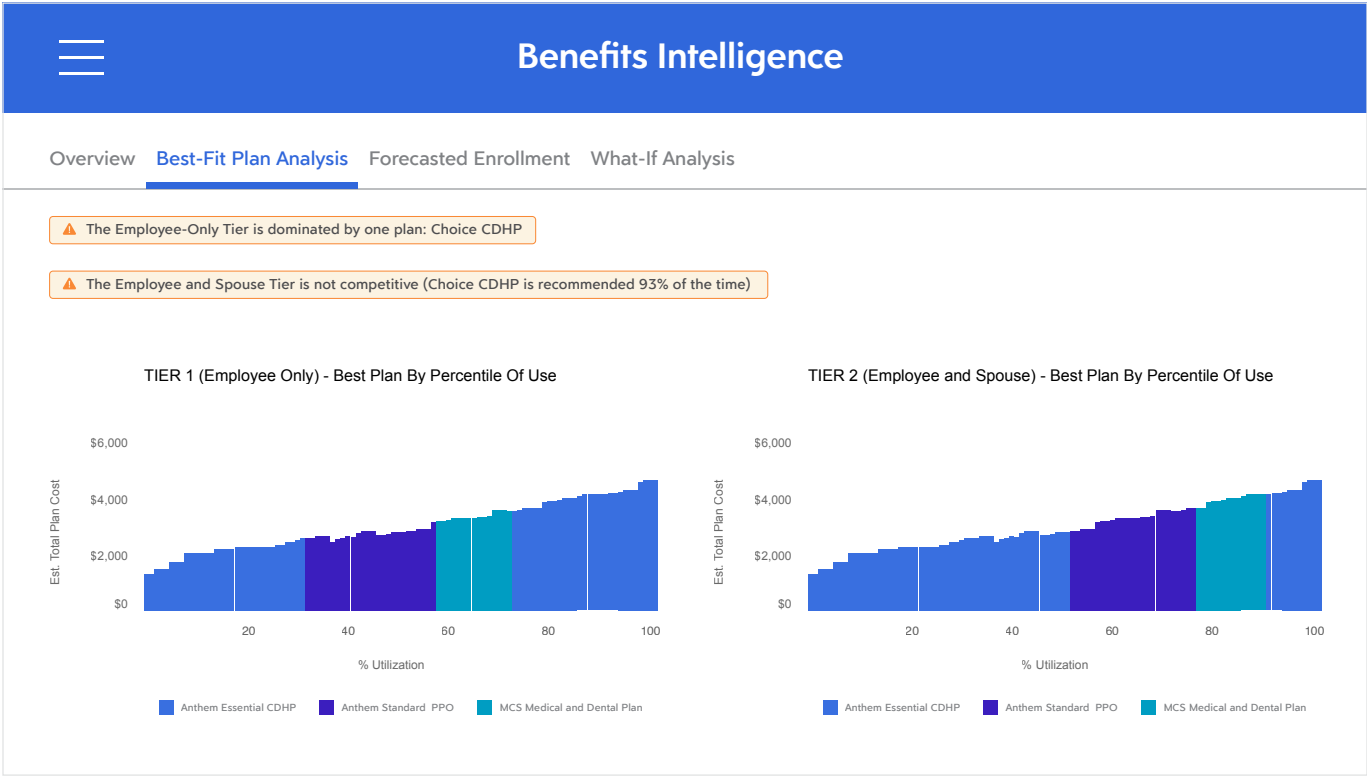 Benefits Intelligence
Overview Best-Fit Plan Analysis Forecasted Enrollment What-If Analysis
The Employee-Only Tier is dominated by one plan: Choice CDHP
The Employee and Spouse Tier is not competitive (Choice CDHP is recommended 93% of the time)
TIER 1 (Employee Only) - Best Plan By Percentile Of Use
Est. Total Plan Cost
$6,000
$4,000
$2,000
$0
20 40 60 80 100
% Utilization
Anthem Essential CDHP Anthem Standard PPO MCS Medical and Dental Plan
TIER 2 (Employee and Spouse) - Best Plan By Percentile Of Use
Est. Total Plan Cost
$6,000
$4,000
$2,000
$0
20 40 60 80 100
% Utilization
Anthem Essential CDHP Anthem Standard PPO MCS Medical and Dental Plan